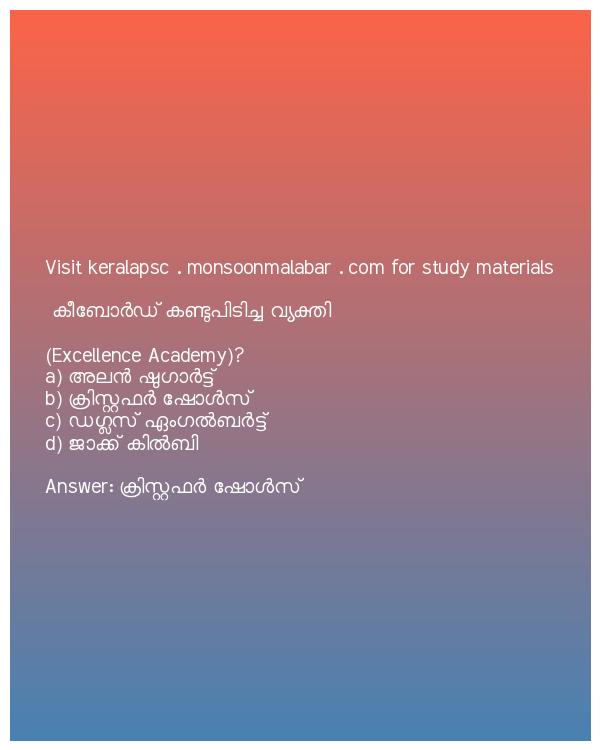 Visit keralapsc . monsoonmalabar . com for study materials
കീബോർഡ് കണ്ടുപിടിച്ച വ്യക്തി
(Excellence Academy)?
a) അലൻ ഷുഗാർട്ട്
b) ക്രിസ്റ്റഫർ ഷോൾസ്
c) ഡഗ്ലസ് ഏംഗൽബർട്ട്
d) ജാക്ക് കിൽബി
Answer: ക്രിസ്റ്റഫർ ഷോൾസ്